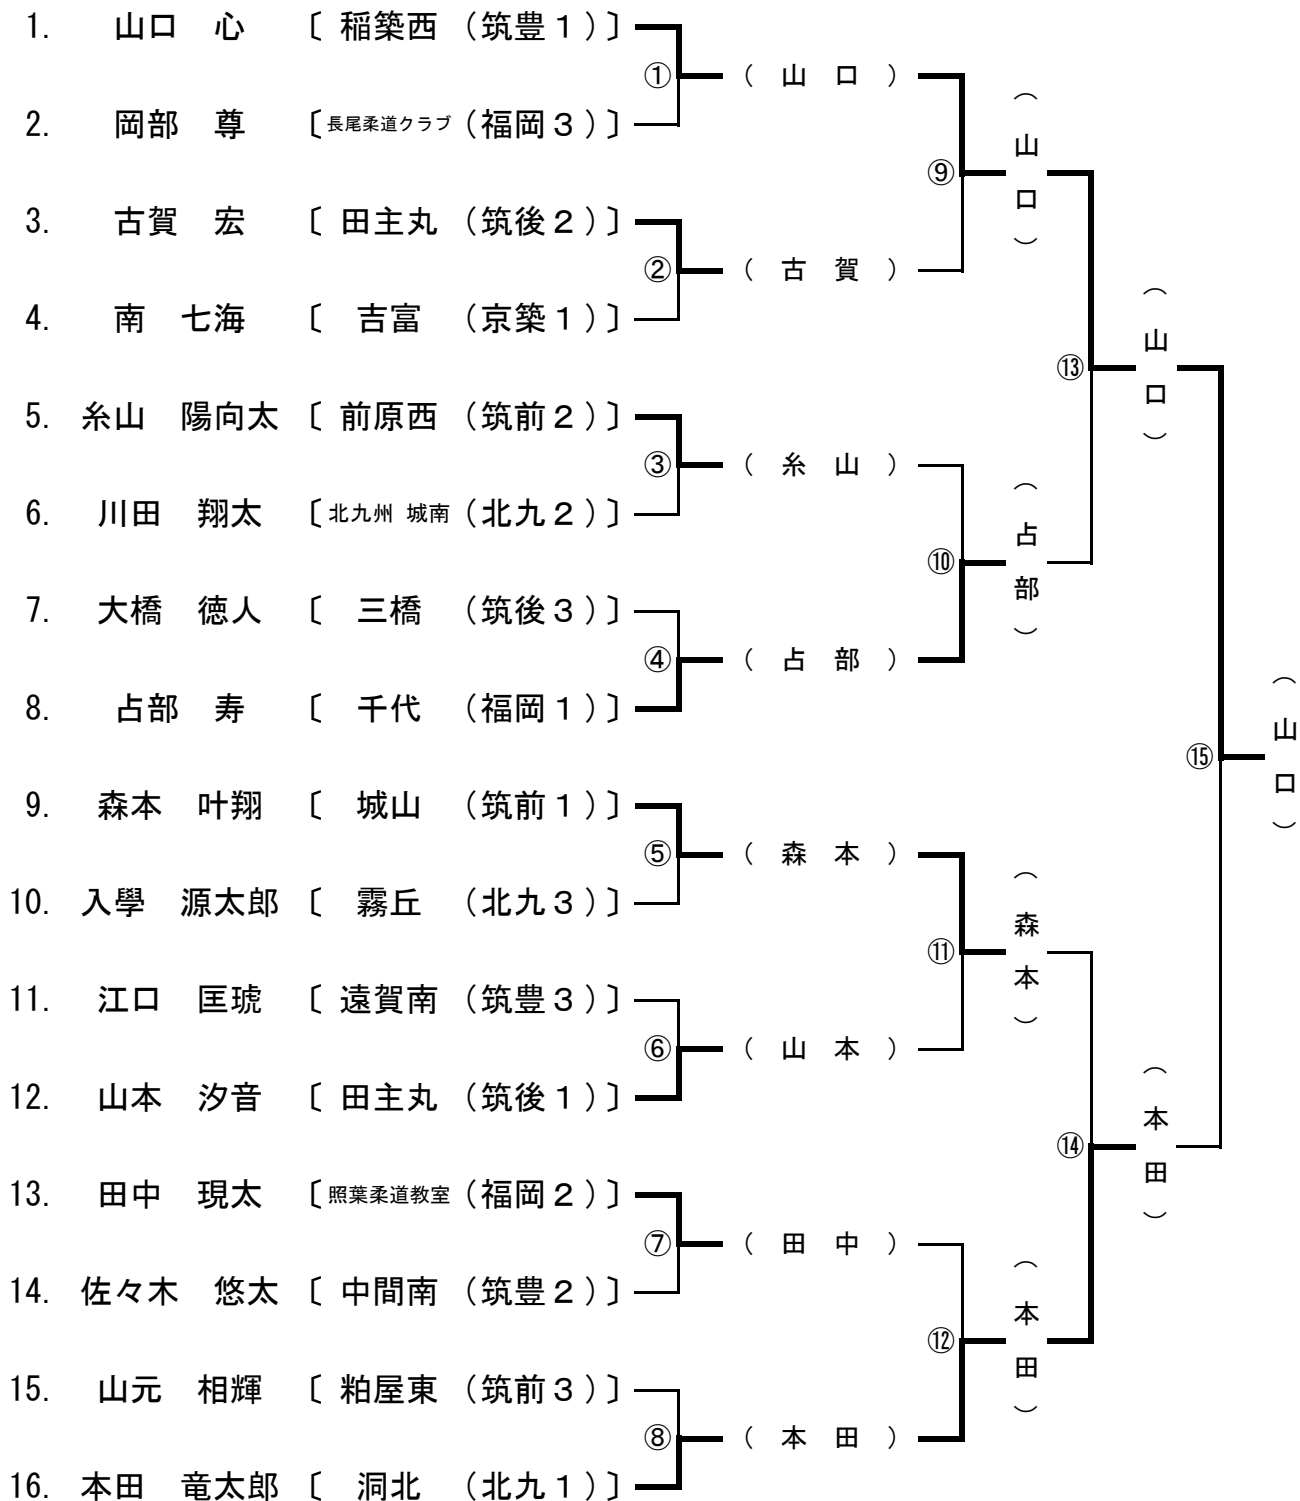 1. 山口 心 〔 稲築西 （筑豊１）〕
① （ 山 口 ）
2. 岡部 尊 〔長尾柔道クラブ（福岡３）〕
⑨ （山口）
3. 古賀 宏 〔 田主丸 （筑後２）〕
② （ 古 賀 ）
4. 南 七海 〔 吉富 （京築１）〕
⑬ （山口）
5. 糸山 陽向太 〔 前原西 （筑前２）〕
③ （ 糸 山 ）
6. 川田 翔太 〔北九州 城南（北九２）〕
⑩ （占部）
7. 大橋 徳人 〔 三橋 （筑後３）〕
④ （ 占 部 ）
8. 占部 寿 〔 千代 （福岡１）〕
⑮ （山口）
9. 森本 叶翔 〔 城山 （筑前１）〕
⑤ （ 森 本 ）
10. 入學 源太郎 〔 霧丘 （北九３）〕
⑪ （森本）
11. 江口 匡琥 〔 遠賀南 （筑豊３）〕
⑥ （ 山 本 ）
12. 山本 汐音 〔 田主丸 （筑後１）〕
⑭ （本田）
13. 田中 現太 〔照葉柔道教室（福岡２）〕
⑦ （ 田 中 ）
14. 佐々木 悠太 〔 中間南 （筑豊２）〕
⑫ （本田）
15. 山元 相輝 〔 粕屋東 （筑前３）〕
⑧ （ 本 田 ）
16. 本田 竜太郎 〔 洞北 （北九１）〕